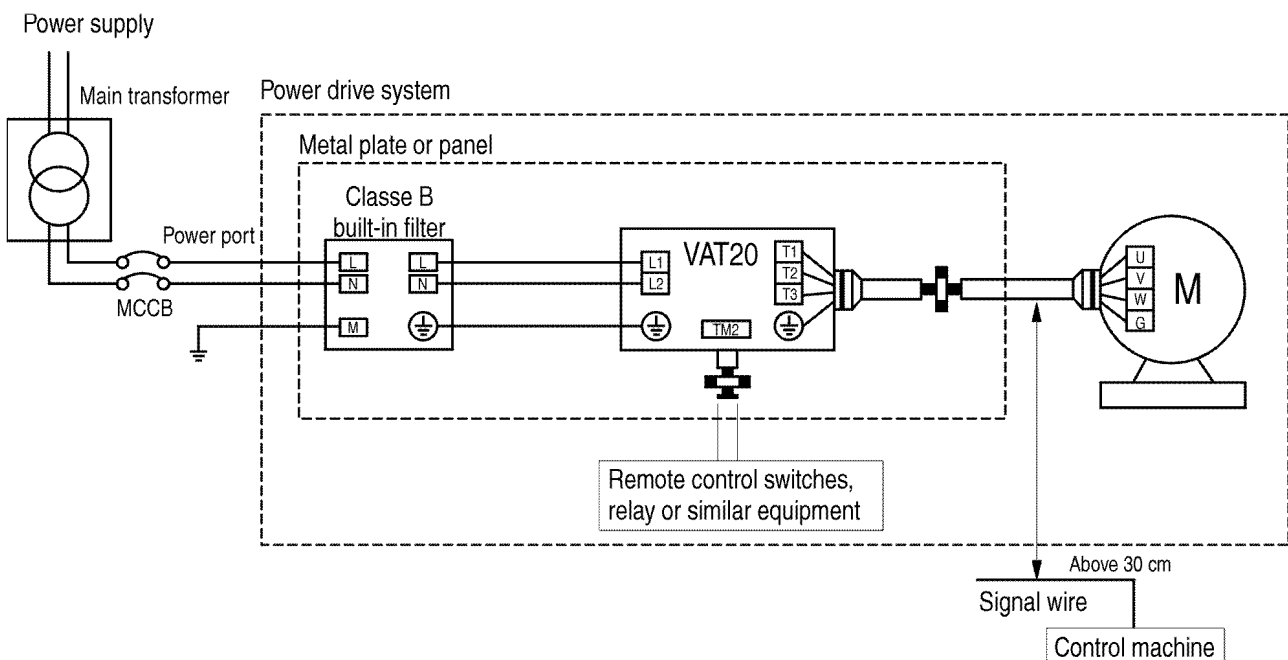 Power supply
Main transformer
Power drive system
Metal plate or panel
Classe B
built-in filter
Power port
MCCB
L
L
N
N
M
L1
L2
VAT20
T1
T2
T3
TM2
U
V
W
G
M
Remote control switches,
relay or similar equipment
Above 30 cm
Signal wire
Control machine